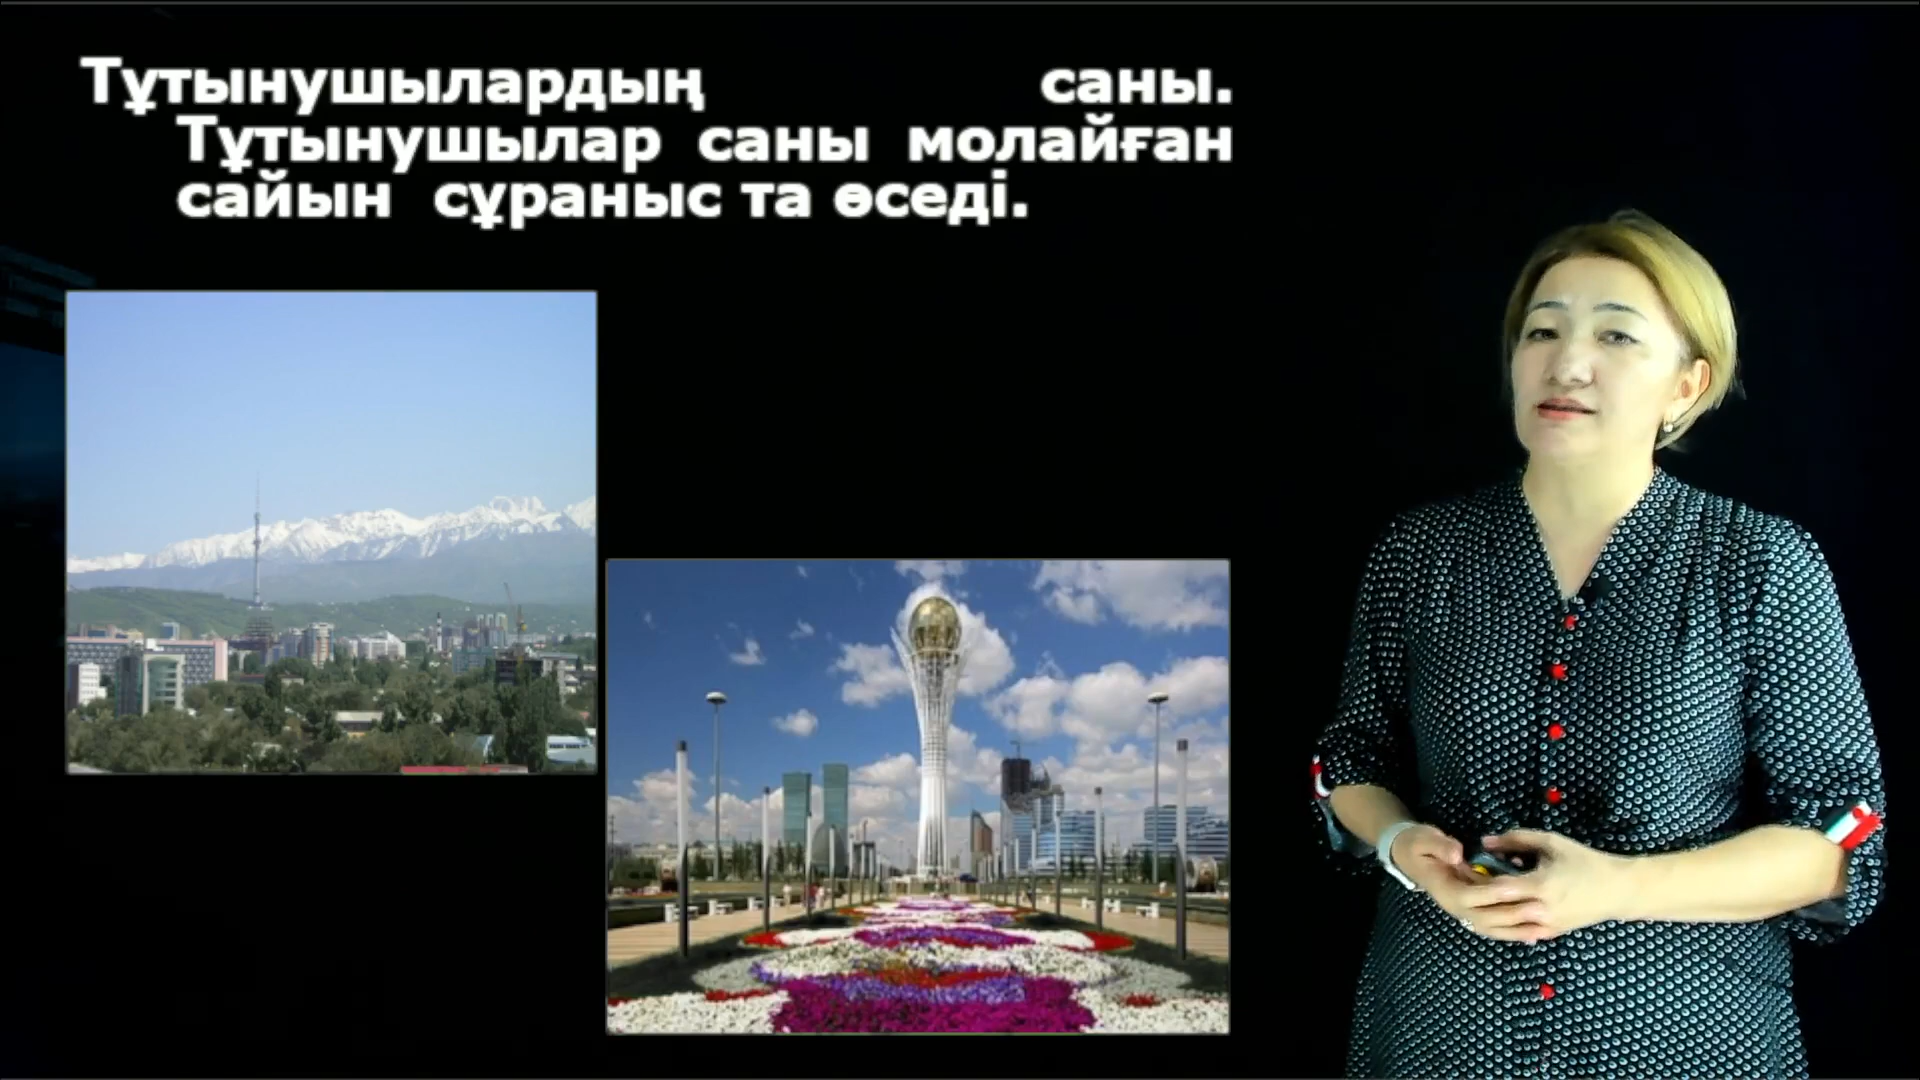 Тұтынушылардың саны.
Тұтынушылар саны молайған
сайын сұраныс та өседі.